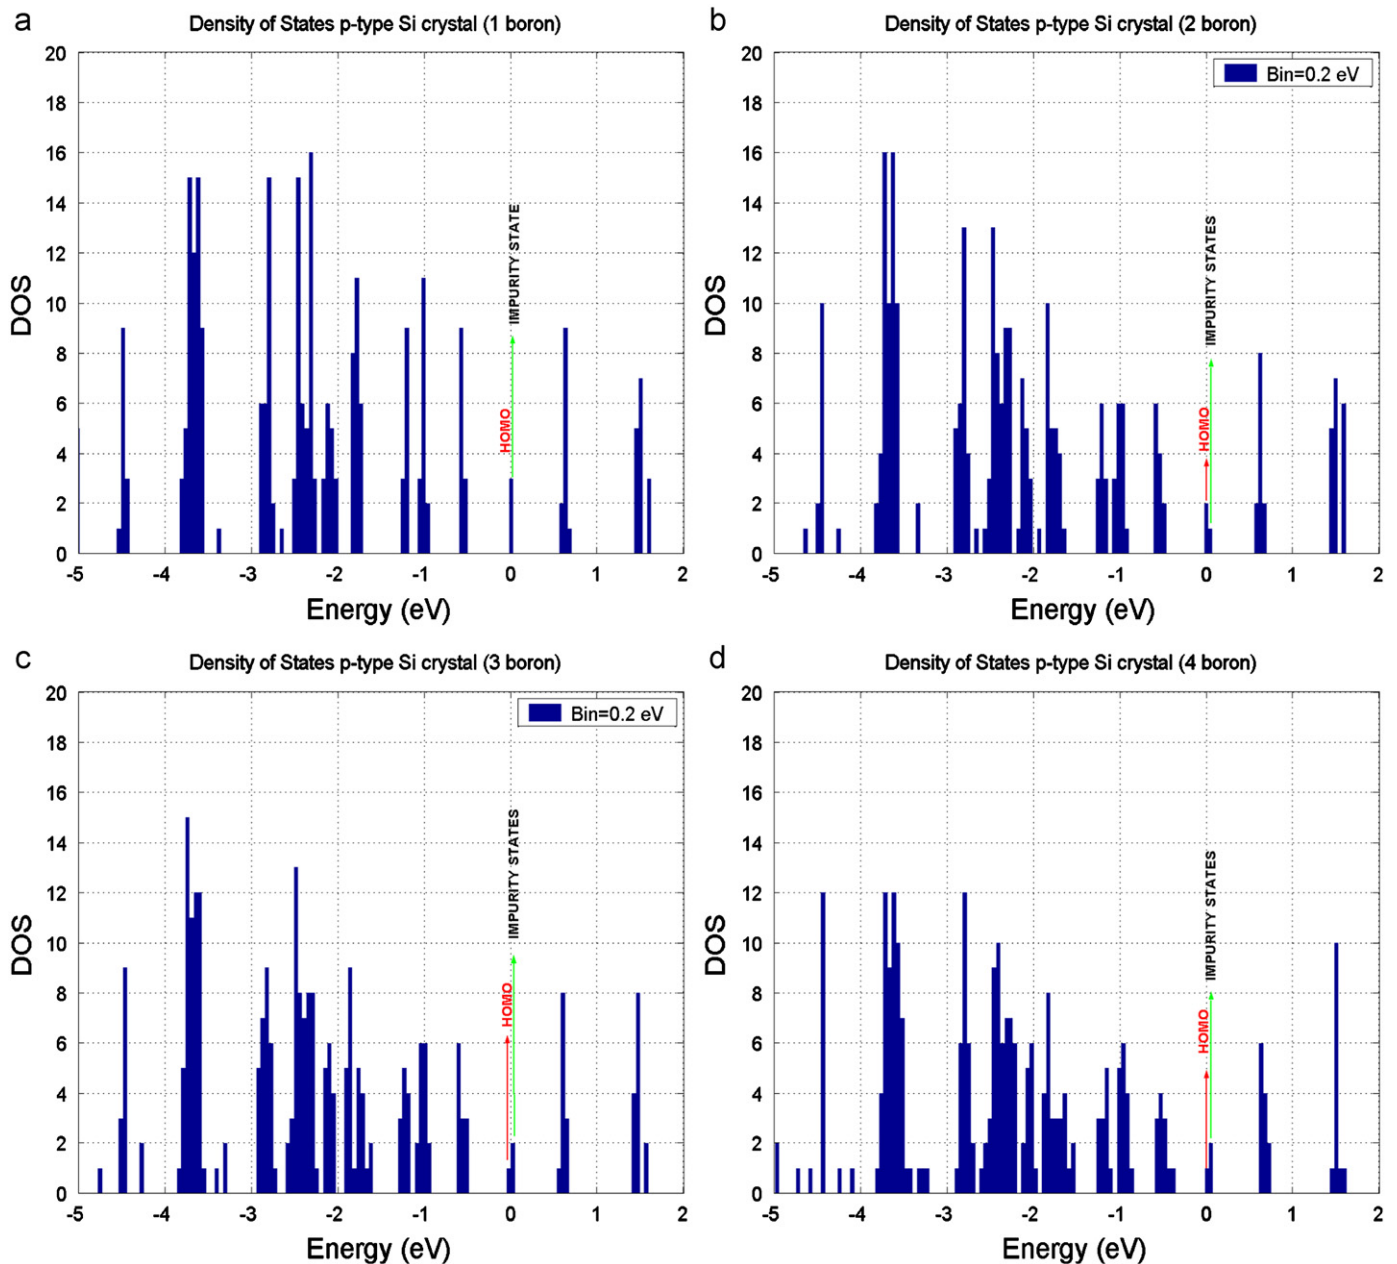 a
Density of States p-type Si crystal (1 boron)
20
18
16
14
12
10
8
6
4
2
0
DOS
HOMO
IMPURITY STATE
-5
-4
-3
-2
-1
0
1
2
Energy (eV)
b
Density of States p-type Si crystal (2 boron)
Bin=0.2 eV
20
18
16
14
12
10
8
6
4
2
0
DOS
HOMO
IMPURITY STATES
-5
-4
-3
-2
-1
0
1
2
Energy (eV)
c
Density of States p-type Si crystal (3 boron)
Bin=0.2 eV
20
18
16
14
12
10
8
6
4
2
0
DOS
HOMO
IMPURITY STATES
-5
-4
-3
-2
-1
0
1
2
Energy (eV)
d
Density of States p-type Si crystal (4 boron)
20
18
16
14
12
10
8
6
4
2
0
DOS
HOMO
IMPURITY STATES
-5
-4
-3
-2
-1
0
1
2
Energy (eV)